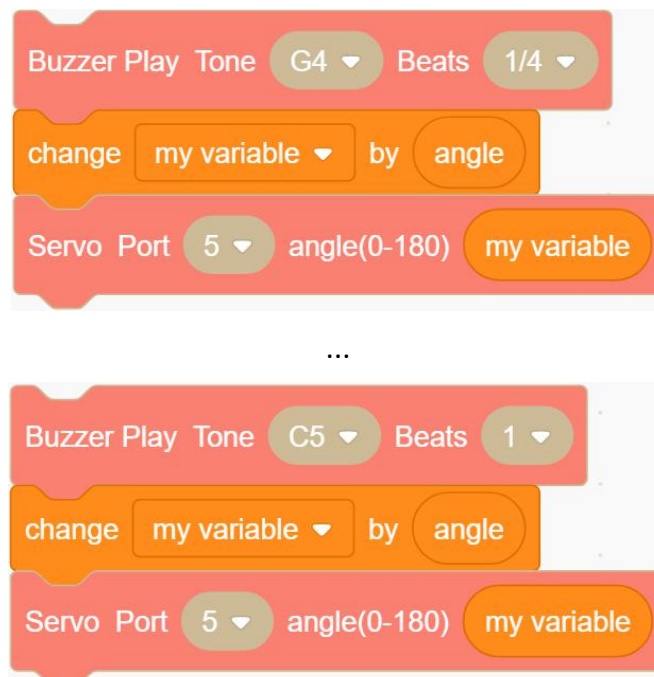 Buzzer Play Tone G4 Beats 1/4
change my variable by angle
Servo Port 5 angle(0-180) my variable
...
Buzzer Play Tone C5 Beats 1
change my variable by angle
Servo Port 5 angle(0-180) my variable